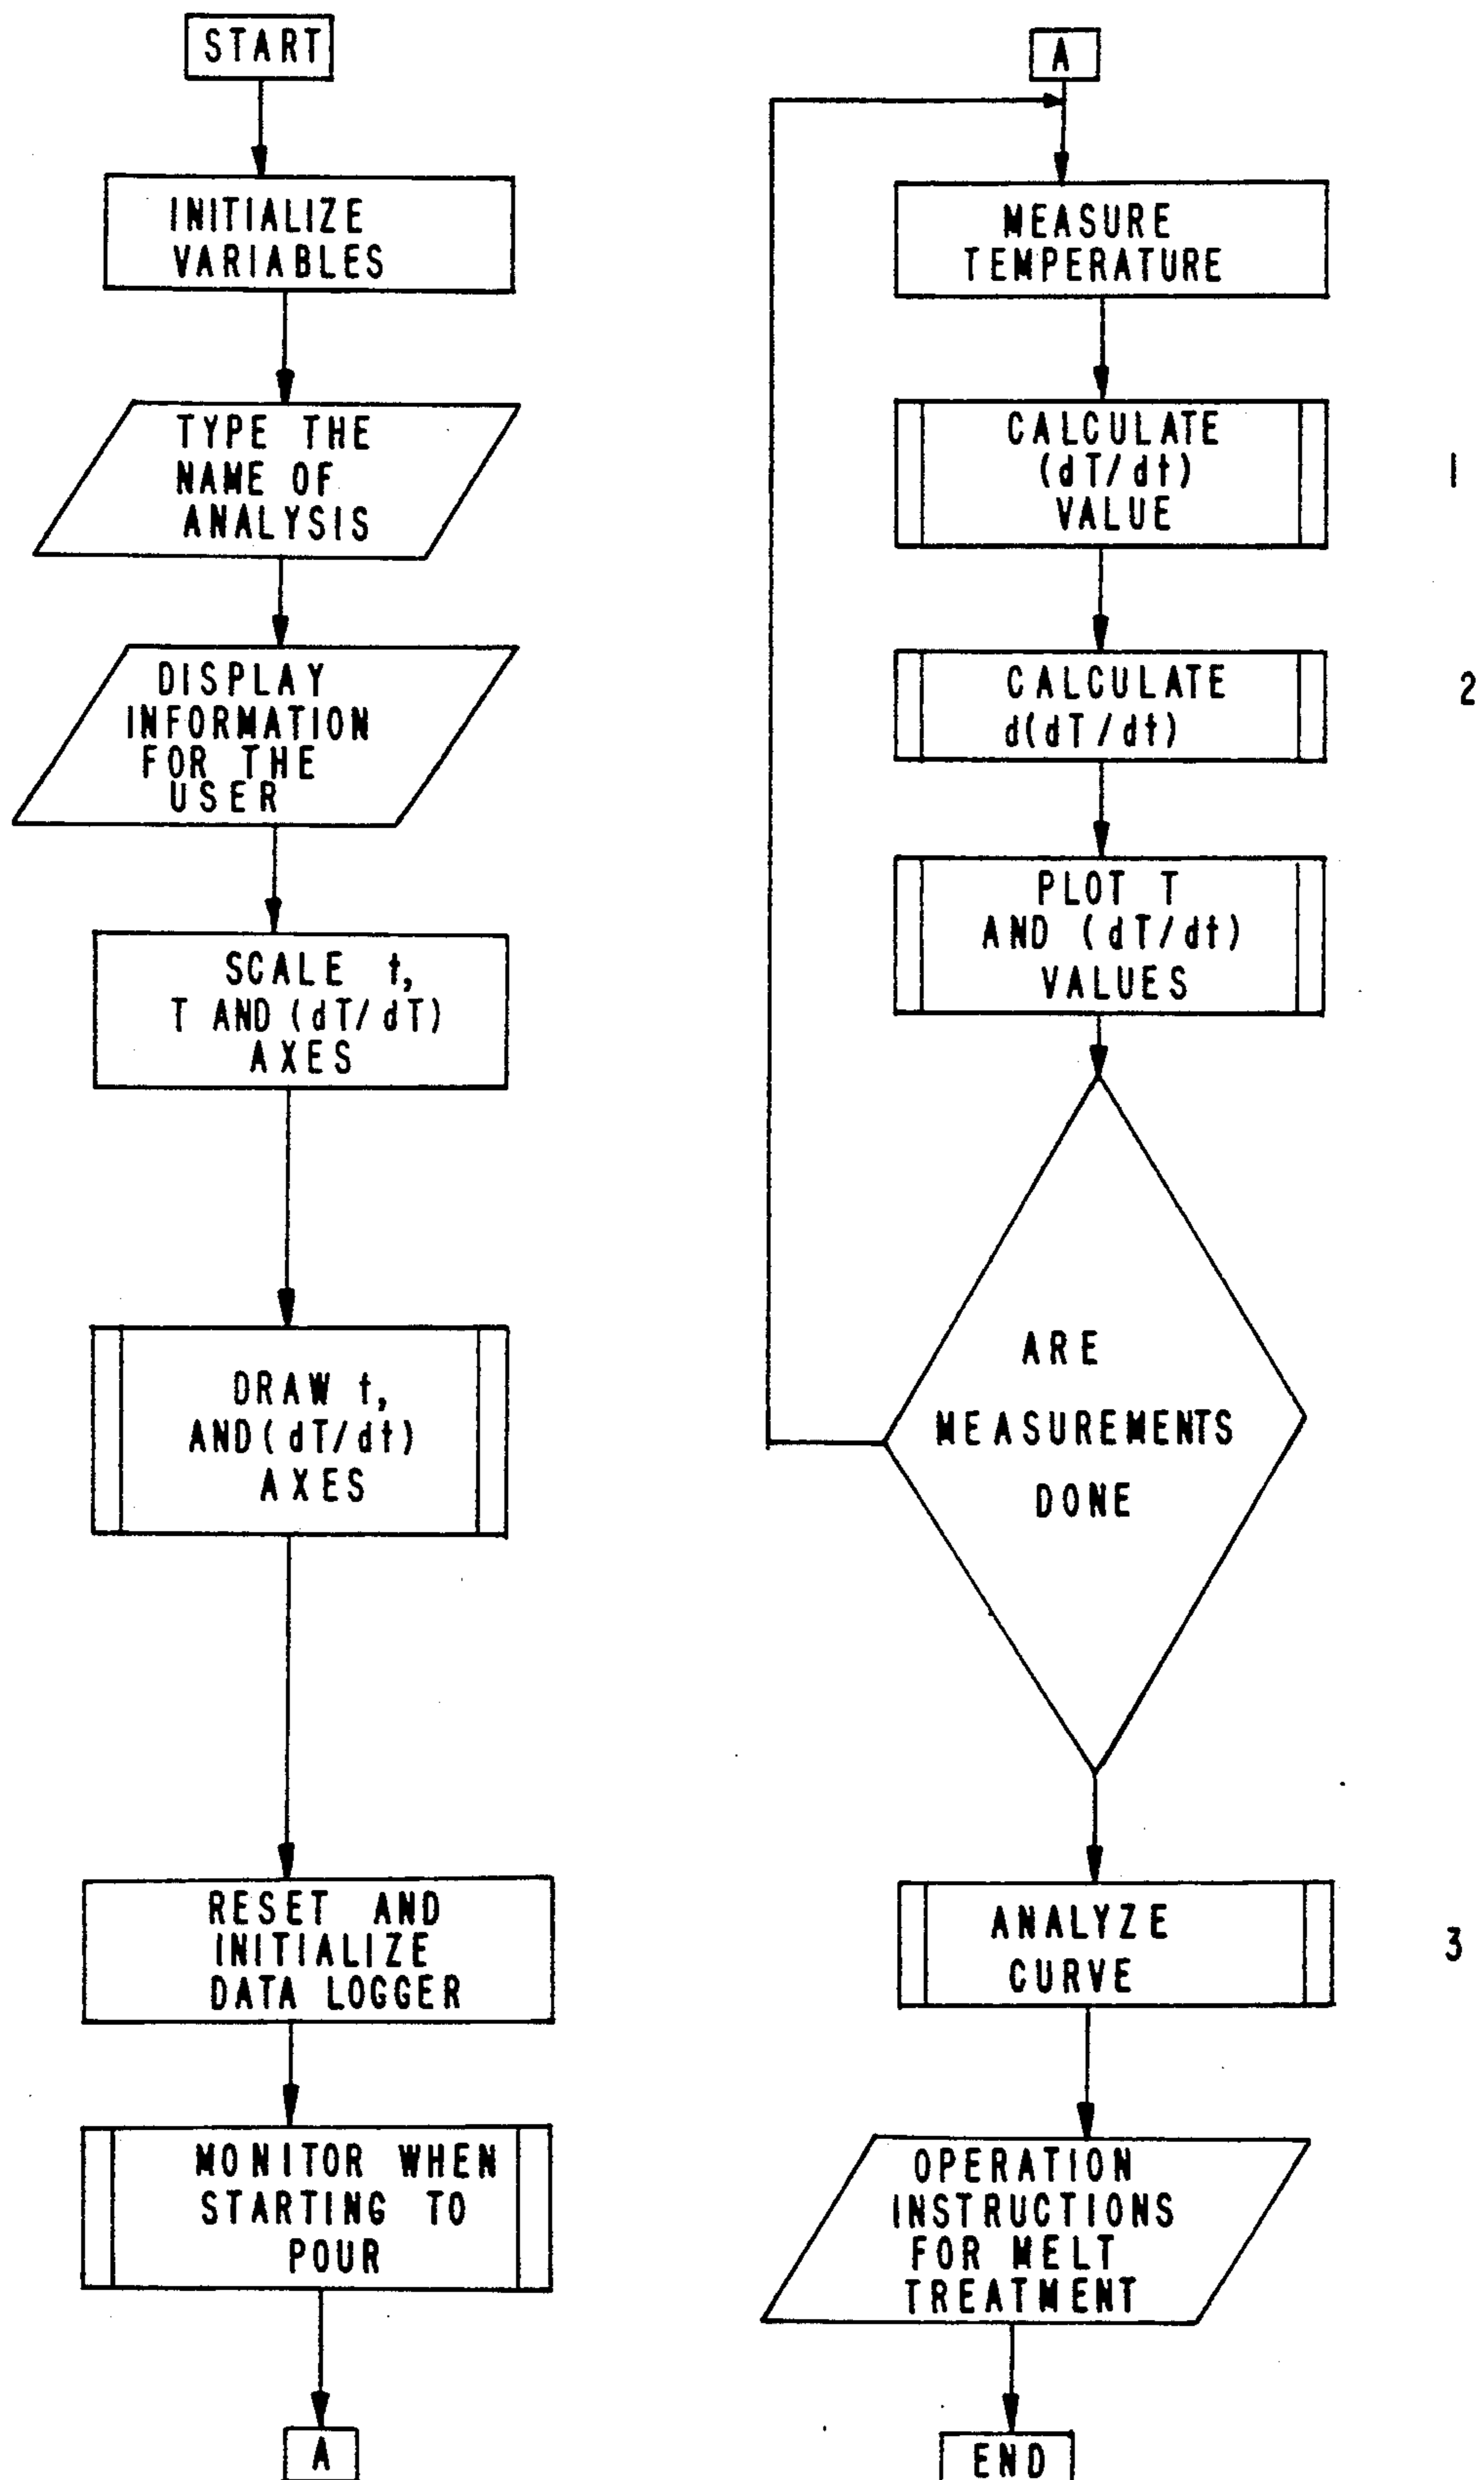 START
INITIALIZE
VARIABLES
TYPE THE
NAME OF
ANALYSIS
DISPLAY
INFORMATION
FOR THE
USER
SCALE t,
T AND (dT/dT)
AXES
DRAW t,
AND(dT/dt)
AXES
RESET AND
INITIALIZE
DATA LOGGER
MONITOR WHEN
STARTING TO
POUR
A
A
MEASURE
TEMPERATURE
CALCULATE
(dT/dt)
VALUE
1
CALCULATE
d(dT/dt)
2
PLOT T
AND (dT/dt)
VALUES
ARE
MEASUREMENTS
DONE
ANALYZE
CURVE
3
OPERATION
INSTRUCTIONS
FOR MELT
TREATMENT
END